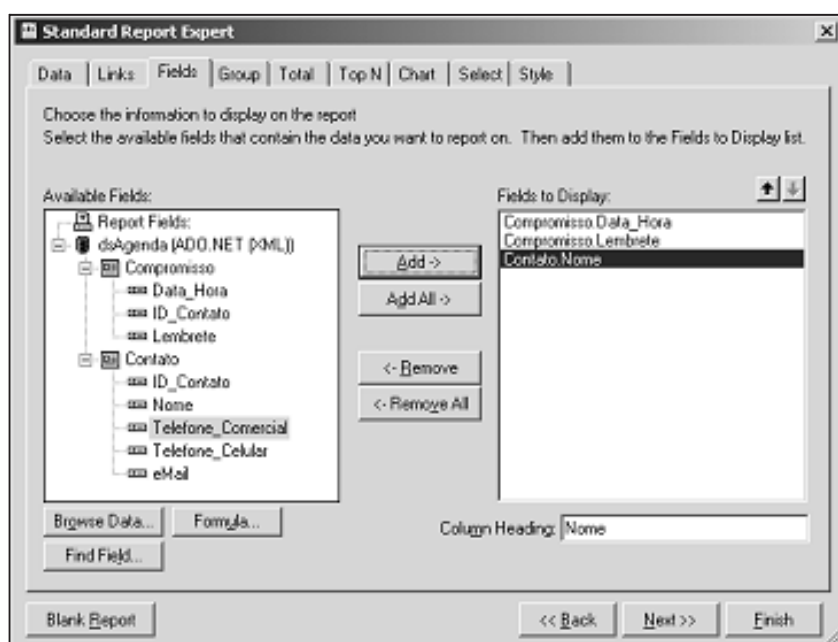 Standard Report Expert
Data Links Fields Group Total Top N Chart Select Style
Choose the information to display on the report
Select the available fields that contain the data you want to report on. Then add them to the Fields to Display list.
Available Fields:
Report Fields:
dsAgenda (ADO.NET (XML))
Compromisso
Data_Hora
ID_Contato
Lembrete
Contato
ID_Contato
Nome
Telefone_Comercial
Telefone_Celular
eMail
Browse Data... Formula...
Find Field...
Add ->
Add All ->
<- Remove
<- Remove All
Fields to Display:
Compromisso.Data_Hora
Compromisso.Lembrete
Contato.Nome
Column Heading: Nome
Blank Report << Back Next >> Finish